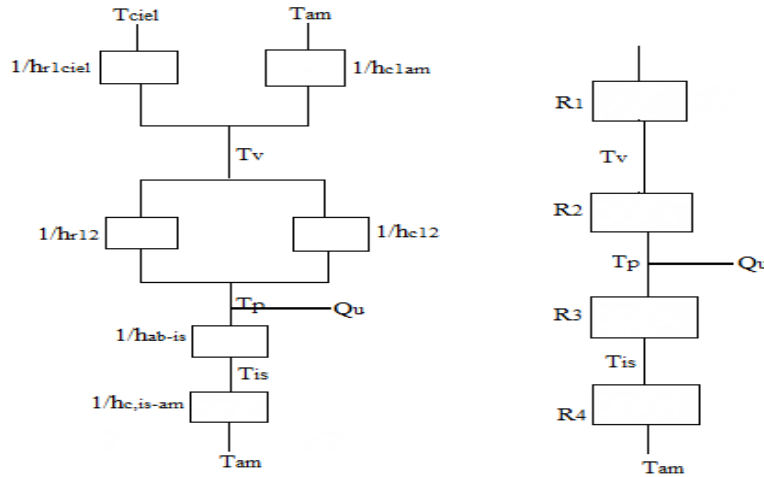 Tciel
Tam
1/hr1ciel
1/hc1am
Tv
1/hr12
1/hc12
Tp
Qu
1/hab-is
Tis
1/hc,is-am
Tam
R1
Tv
R2
Tp
Qu
R3
Tis
R4
Tam